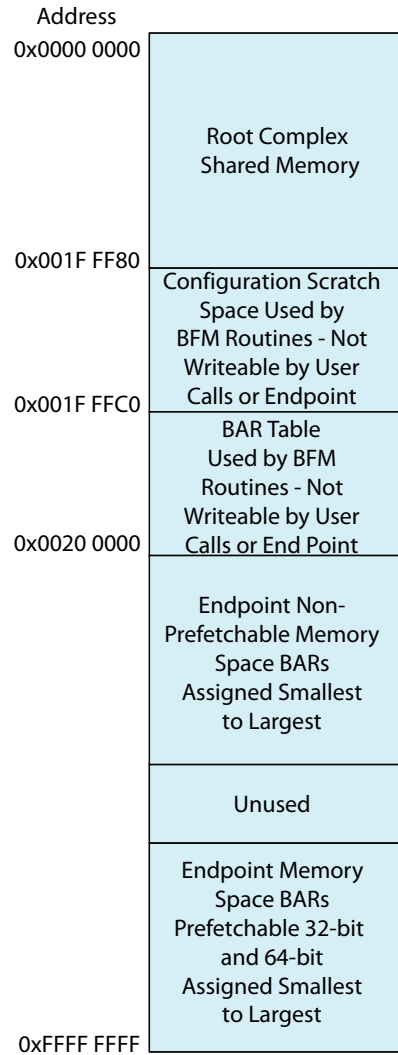 Address
0x0000 0000
Root Complex
Shared Memory
0x001F FF80
Configuration Scratch
Space Used by
BFM Routines - Not
Writeable by User
Calls or Endpoint
0x001F FFC0
BAR Table
Used by BFM
Routines - Not
Writeable by User
Calls or End Point
0x0020 0000
Endpoint Non-
Prefetchable Memory
Space BARs
Assigned Smallest
to Largest
Unused
Endpoint Memory
Space BARs
Prefetchable 32-bit
and 64-bit
Assigned Smallest
to Largest
0xFFFF FFFF